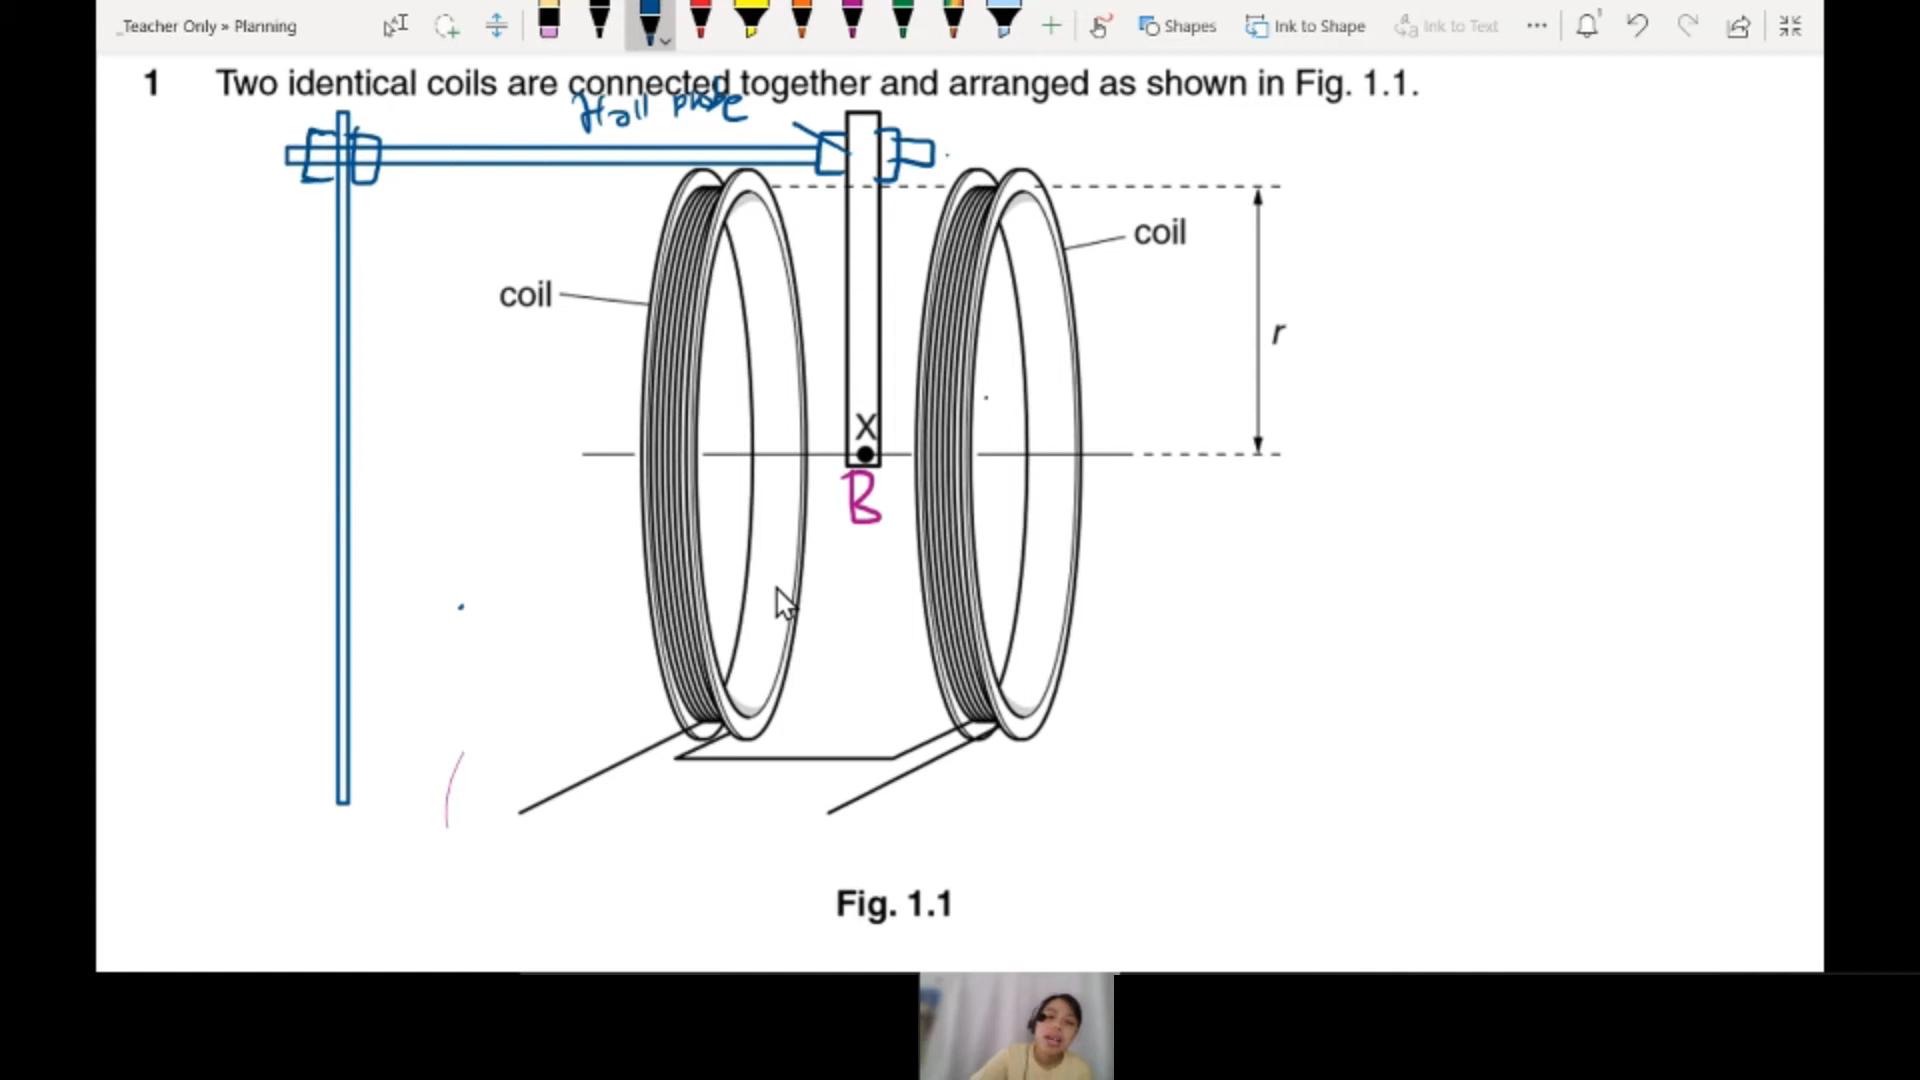 _Teacher Only » Planning
Shapes
Ink to Shape
Ink to Text
1 Two identical coils are connected together and arranged as shown in Fig. 1.1.
Hall probe
coil
coil
r
X
B
Fig. 1.1